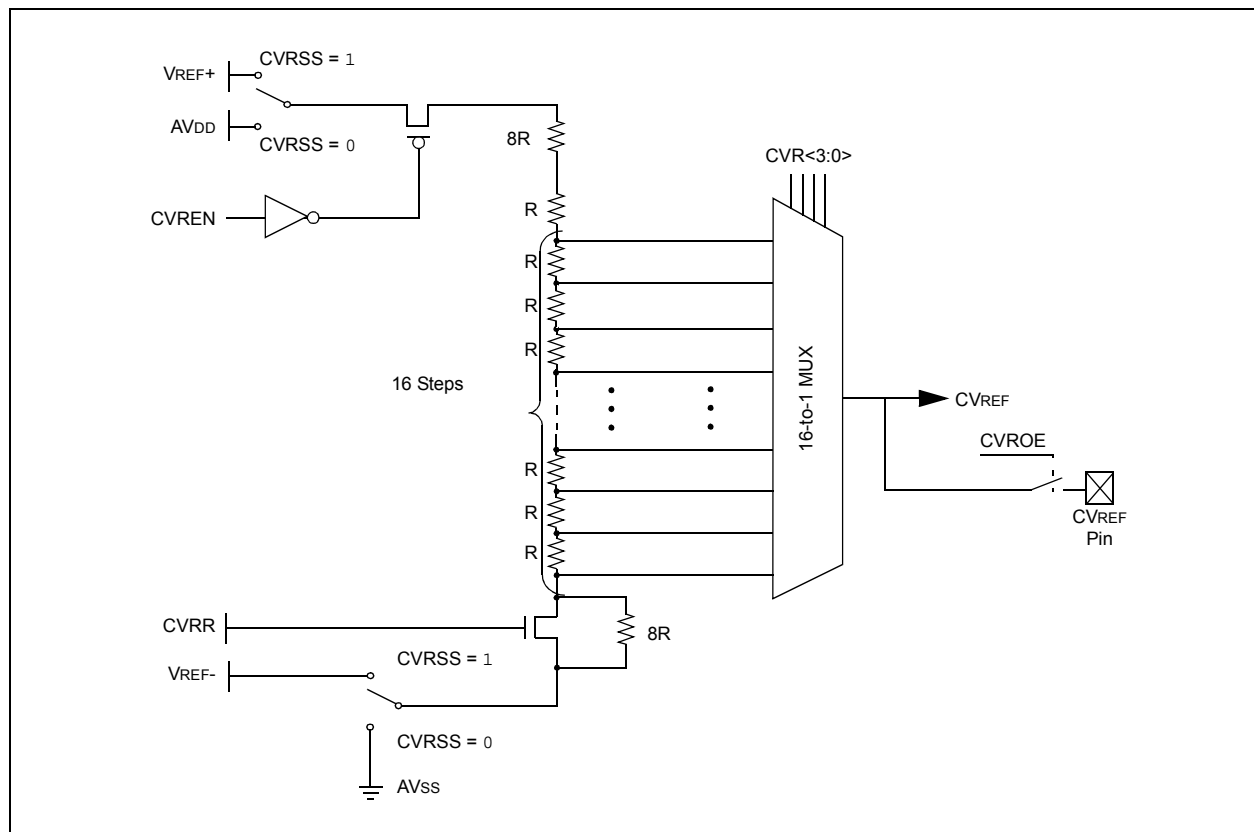 CVRSS = 1
VREF+
AVDD
CVRSS = 0
8R
CVR<3:0>
CVREN
R
R
R
R
16 Steps
16-to-1 MUX
CVREF
CVROE
R
R
R
CVREF
Pin
CVRR
8R
CVRSS = 1
VREF-
CVRSS = 0
AVSS